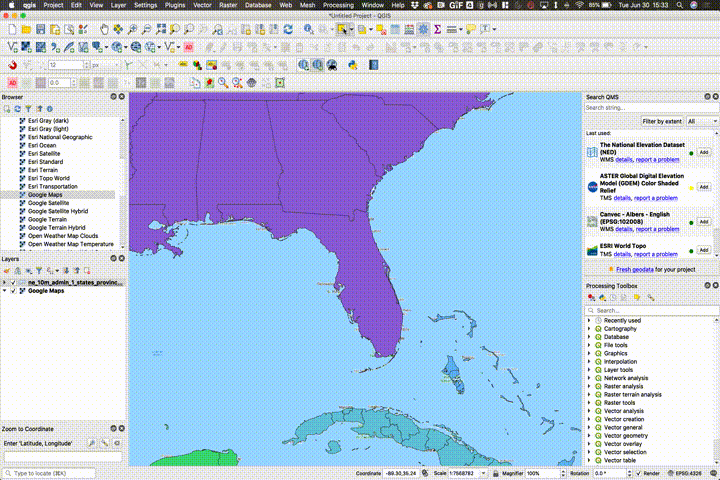 qgis Project Edit View Layer Settings Plugins Vector Raster Database Web Mesh Processing Window Help
GIF
85%
Tue Jun 30 15:33
*Untitled Project — QGIS
12 px
0.0
Browser
Esri Gray (dark)
Esri Gray (light)
Esri National Geographic
Esri Ocean
Esri Satellite
Esri Standard
Esri Terrain
Esri Topo World
Esri Transportation
Google Maps
Google Satellite
Google Satellite Hybrid
Google Terrain
Google Terrain Hybrid
Open Weather Map Clouds
Open Weather Map Temperature
Layers
ne_10m_admin_1_states_provinc...
Google Maps
Zoom to Coordinate
Enter 'Latitude, Longitude'
Search QMS
Search string...
Filter by extent All
Last used:
The National Elevation Dataset (NED)
WMS details, report a problem
Add
ASTER Global Digital Elevation Model (GDEM) Color Shaded Relief
TMS details, report a problem
Add
Canvec - Albers - English (EPSG:102008)
WMS details, report a problem
Add
ESRI World Topo
TMS details, report a problem
Add
Fresh geodata for your project
Processing Toolbox
Search...
Recently used
Cartography
Database
File tools
Graphics
Interpolation
Layer tools
Network analysis
Raster analysis
Raster terrain analysis
Raster tools
Vector analysis
Vector creation
Vector general
Vector geometry
Vector overlay
Vector selection
Vector table
Type to locate (⌘K)
Coordinate -89.30,35.24 Scale 1:7568782 Magnifier 100% Rotation 0.0 ° Render EPSG:4326